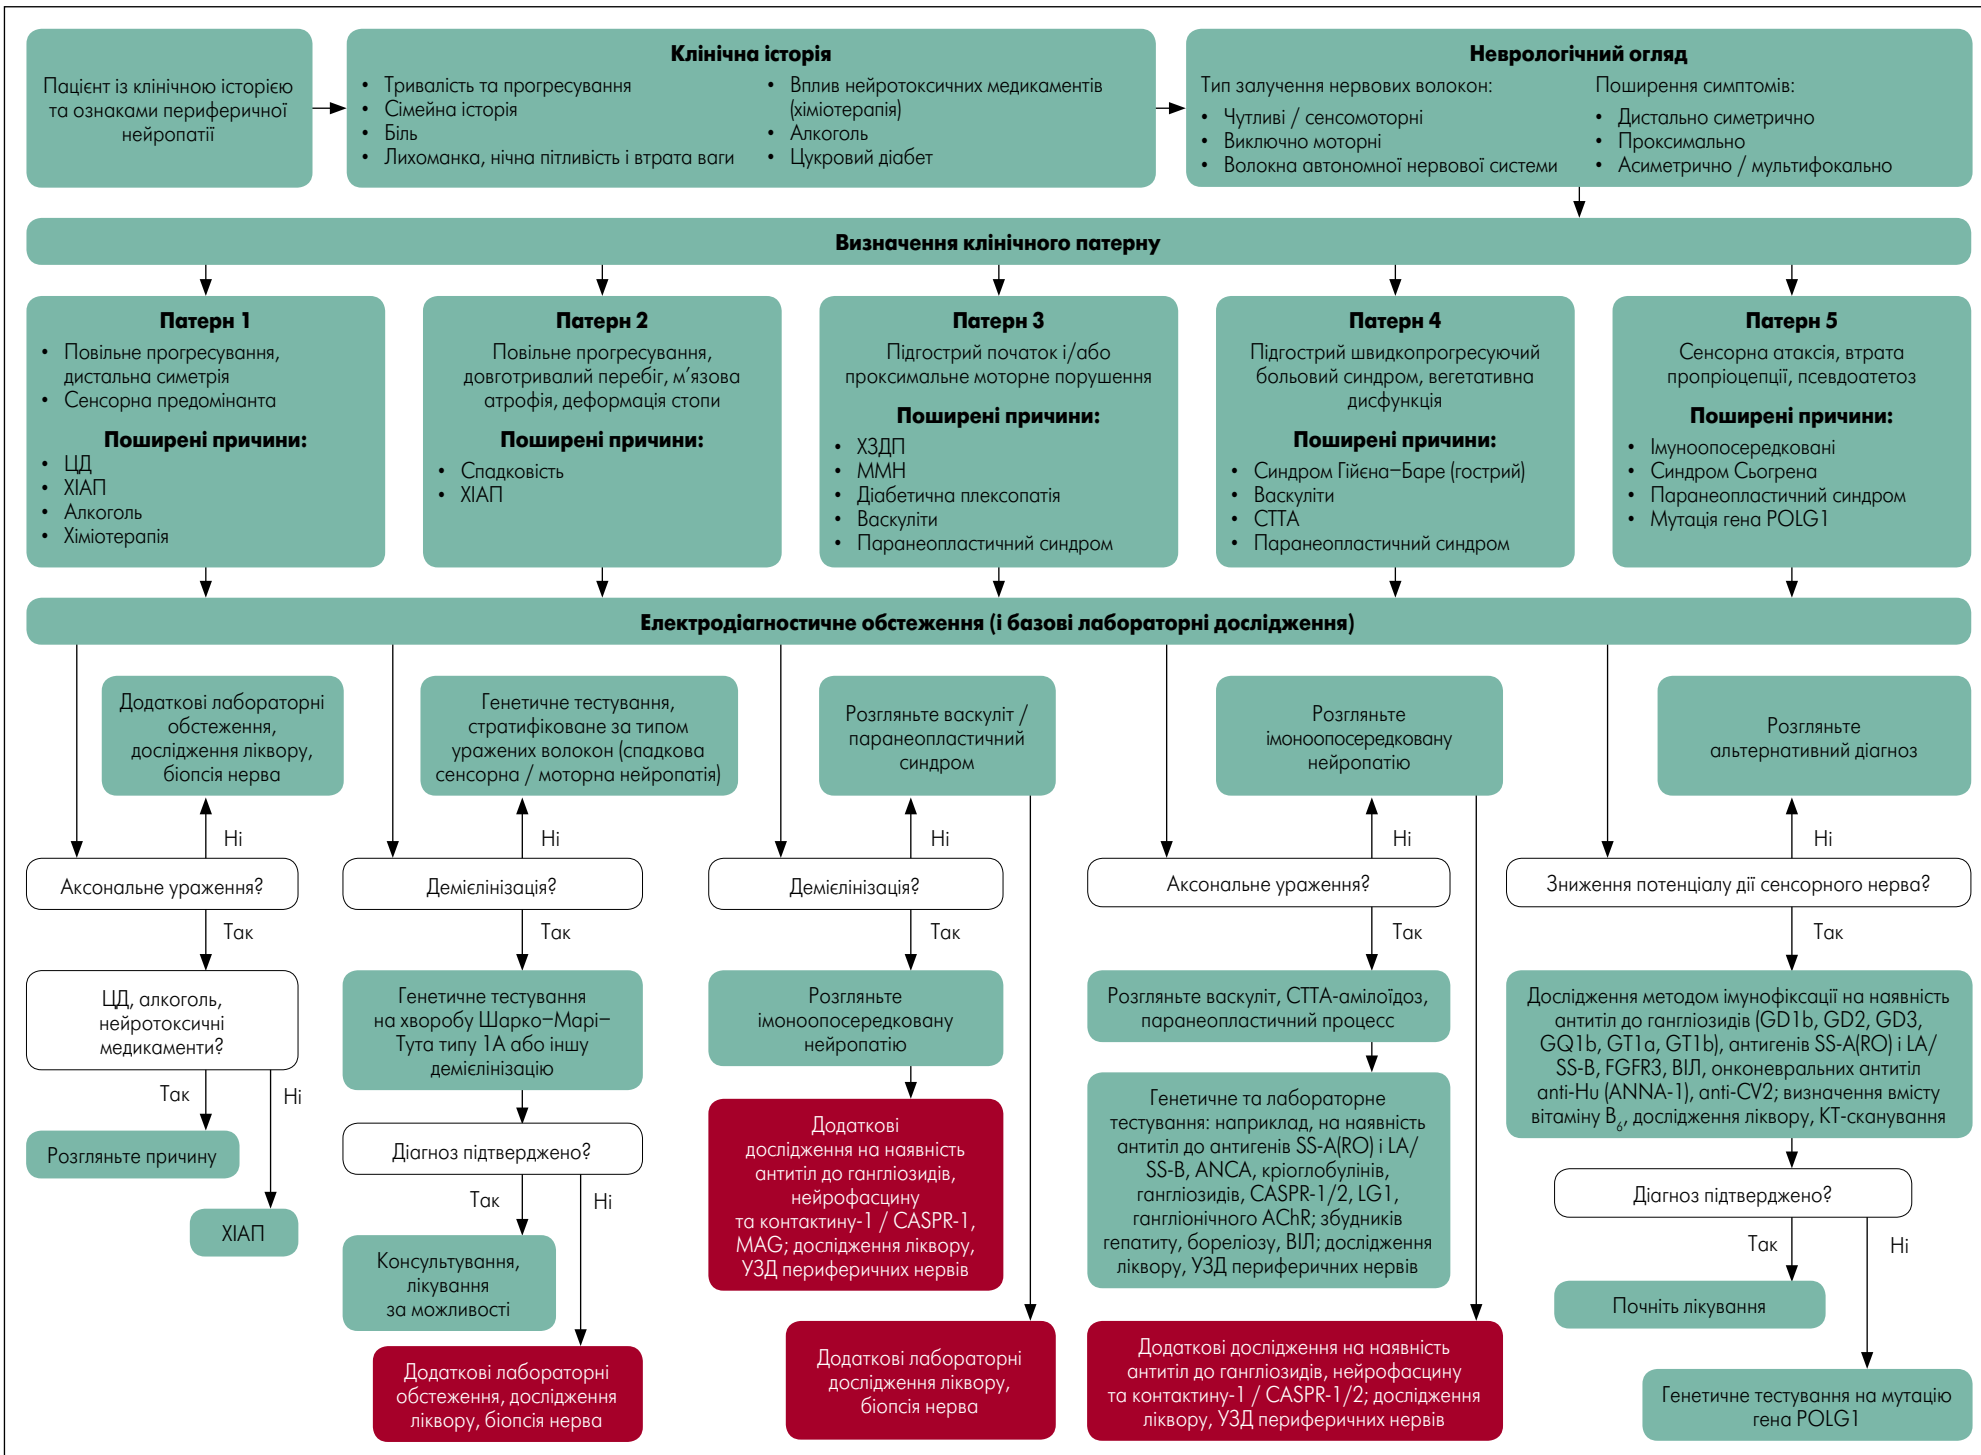 Пацієнт із клінічною історією
та ознаками периферичної
нейропатії
Клінічна історія
• Тривалість та прогресування
• Сімейна історія
• Біль
• Лихоманка, нічна пітливість і втрата ваги
• Вплив нейротоксичних медикаментів
(хіміотерапія)
• Алкоголь
• Цукровий діабет
Неврологічний огляд
Тип залучення нервових волокон:
• Чутливі / сенсомоторні
• Виключно моторні
• Волокна автономної нервової системи
Поширення симптомів:
• Дистально симетрично
• Проксимально
• Асиметрично / мультифокально
Визначення клінічного патерну
Патерн 1
• Повільне прогресування,
дистальна симетрія
• Сенсорна предомінанта
Поширені причини:
• ЦД
• ХІАП
• Алкоголь
• Хіміотерапія
Патерн 2
Повільне прогресування,
довготривалий перебіг, м’язова
атрофія, деформація стопи
Поширені причини:
• Спадковість
• ХІАП
Патерн 3
Підгострий початок і/або
проксимальне моторне порушення
Поширені причини:
• ХЗДП
• ММН
• Діабетична плексопатія
• Васкуліти
• Паранеопластичний синдром
Патерн 4
Підгострий швидкопрогресуючий
больовий синдром, вегетативна
дисфункція
Поширені причини:
• Синдром Гійєна–Баре (гострий)
• Васкуліти
• СТТА
• Паранеопластичний синдром
Патерн 5
Сенсорна атаксія, втрата
пропріоцепції, псевдоатетоз
Поширені причини:
• Імуноопосередковані
• Синдром Сьогрена
• Паранеопластичний синдром
• Мутація гена POLG1
Електродіагностичне обстеження (і базові лабораторні дослідження)
Додаткові лабораторні
обстеження,
дослідження ліквору,
біопсія нерва
Ні
Аксональне ураження?
Так
ЦД, алкоголь,
нейротоксичні
медикаменти?
Так
Ні
Розгляньте причину
ХІАП
Генетичне тестування,
стратифіковане за типом
уражених волокон (спадкова
сенсорна / моторна нейропатія)
Ні
Демієлінізація?
Так
Генетичне тестування
на хворобу Шарко–Марі–
Тута типу 1А або іншу
демієлінізацію
Діагноз підтверджено?
Так
Ні
Консультування,
лікування
за можливості
Додаткові лабораторні
обстеження, дослідження
ліквору, біопсія нерва
Розгляньте васкуліт /
паранеопластичний
синдром
Ні
Демієлінізація?
Так
Розгляньте
імоноопосередковану
нейропатію
Додаткові
дослідження на наявність
антитіл до гангліозидів,
нейрофасцину
та контактину-1 / CASPR-1,
MAG; дослідження ліквору,
УЗД периферичних нервів
Додаткові лабораторні
дослідження ліквору,
біопсія нерва
Розгляньте
імоноопосередковану
нейропатію
Ні
Аксональне ураження?
Так
Розгляньте васкуліт, СТТА-амілоїдоз,
паранеопластичний процесс
Генетичне та лабораторне
тестування: наприклад, на наявність
антитіл до антигенів SS-A(RO) і LA/
SS-B, ANCA, кріоглобулінів,
гангліозидів, CASPR-1/2, LG1,
гангліонічного AChR; збудників
гепатиту, бореліозу, ВІЛ; дослідження
ліквору, УЗД периферичних нервів
Додаткові дослідження на наявність
антитіл до гангліозидів, нейрофасцину
та контактину-1 / CASPR-1/2; дослідження
ліквору, УЗД периферичних нервів
Розгляньте
альтернативний діагноз
Ні
Зниження потенціалу дії сенсорного нерва?
Так
Дослідження методом імунофіксації на наявність
антитіл до гангліозидів (GD1b, GD2, GD3,
GQ1b, GT1a, GT1b), антигенів SS-A(RO) і LA/
SS-B, FGFR3, ВІЛ, онконевральних антитіл
anti-Hu (ANNA-1), anti-CV2; визначення вмісту
вітаміну B₆, дослідження ліквору, КТ-сканування
Діагноз підтверджено?
Так
Ні
Почніть лікування
Генетичне тестування на мутацію
гена POLG1